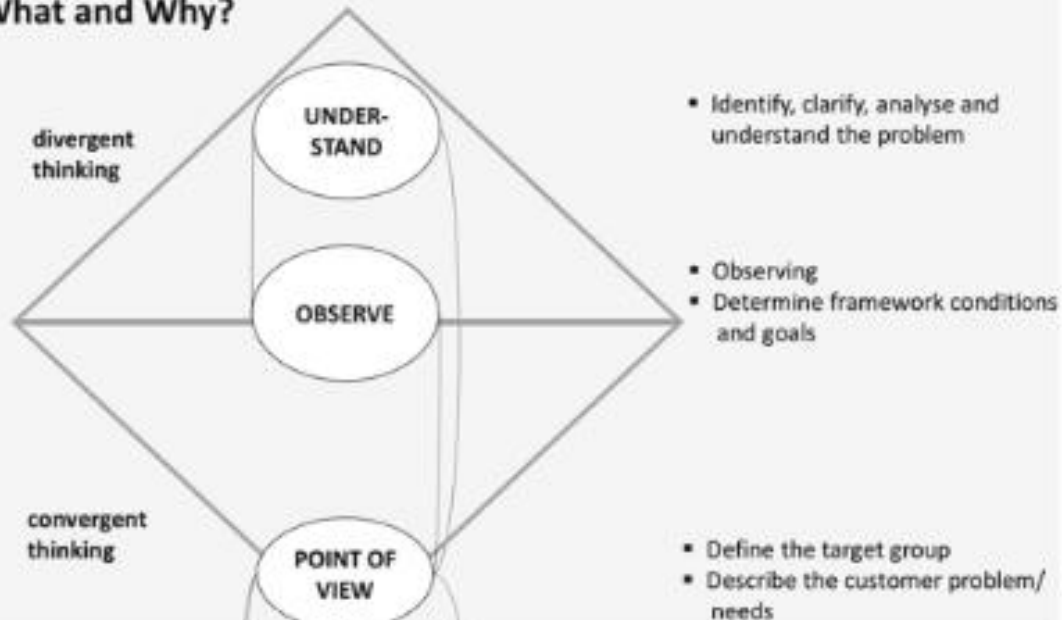 What and Why?
UNDER-
STAND
divergent
thinking
▪ Identify, clarify, analyse and
understand the problem
OBSERVE
▪ Observing
▪ Determine framework conditions
and goals
convergent
thinking
POINT OF
VIEW
▪ Define the target group
▪ Describe the customer problem/
needs